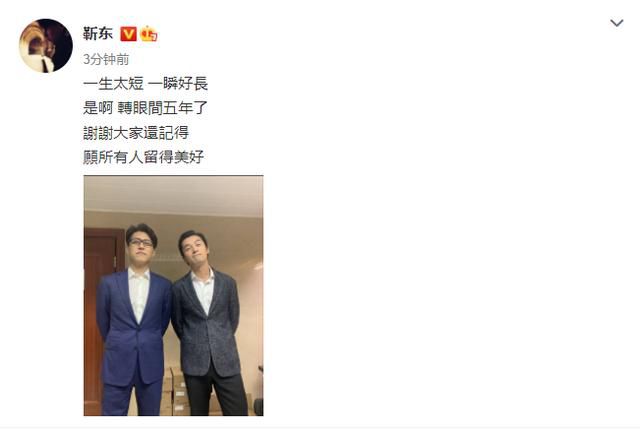 靳东
3分钟前
一生太短 一瞬好長
是啊 轉眼間五年了
謝謝大家還記得
願所有人留得美好